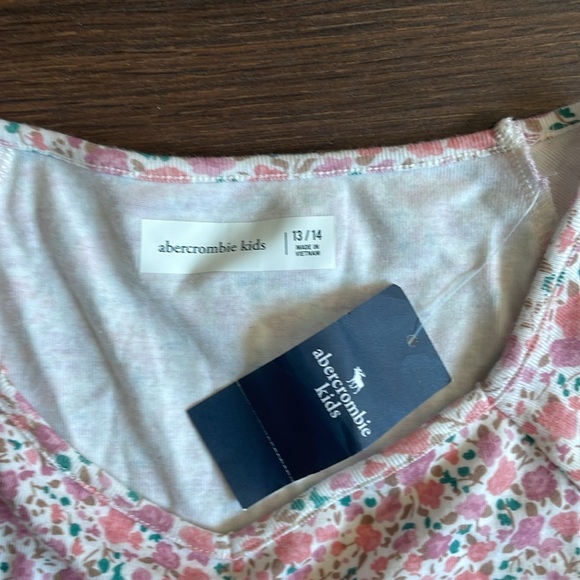 abercrombie kids
13 / 14
MADE IN
VIETNAM
abercrombie
kids